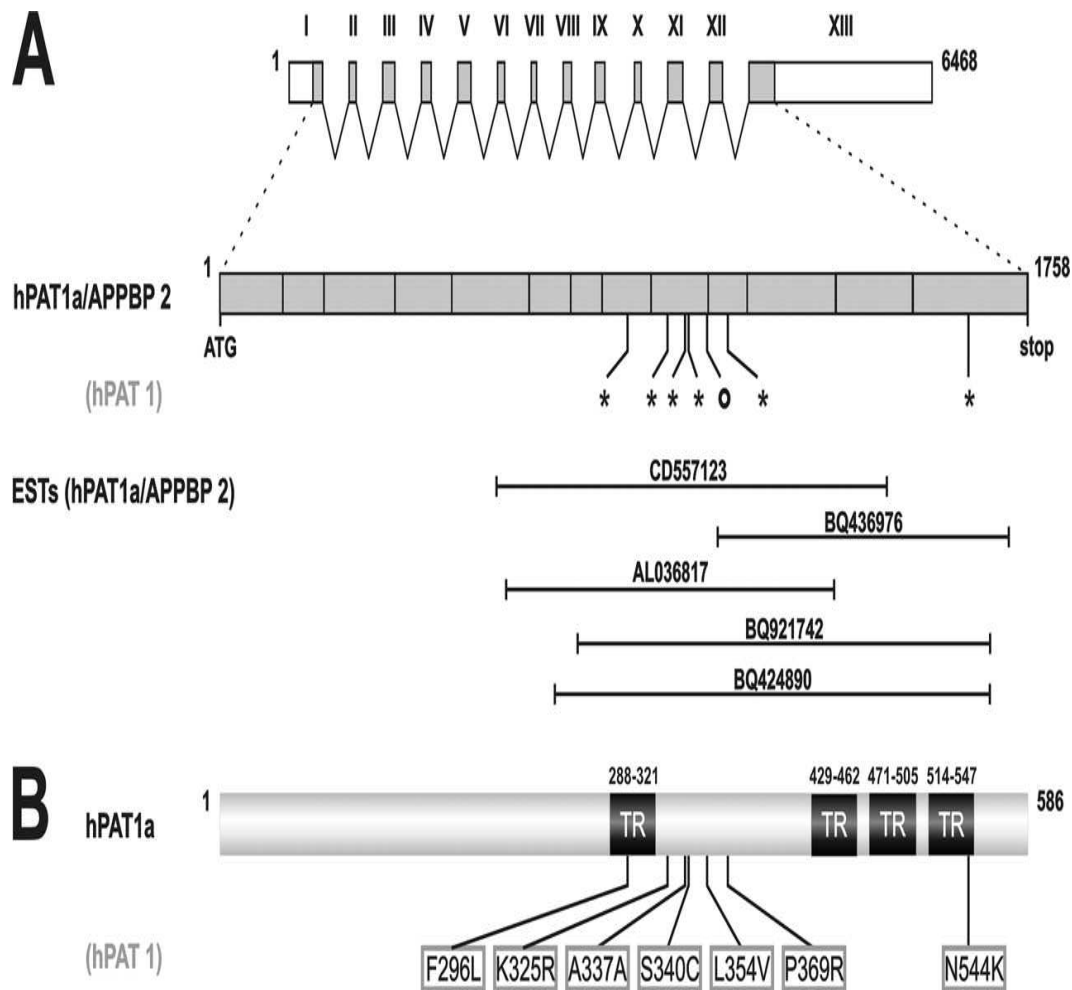 A
I II III IV V VI VII VIII IX X XI XII XIII
1 6468
1 1758
hPAT1a/APPBP 2
ATG stop
(hPAT 1) * * * * o * *
ESTs (hPAT1a/APPBP 2)
CD557123
BQ436976
AL036817
BQ921742
BQ424890
B
288-321 429-462 471-505 514-547
1 586
hPAT1a TR TR TR TR
(hPAT 1)
F296L K325R A337A S340C L354V P369R N544K